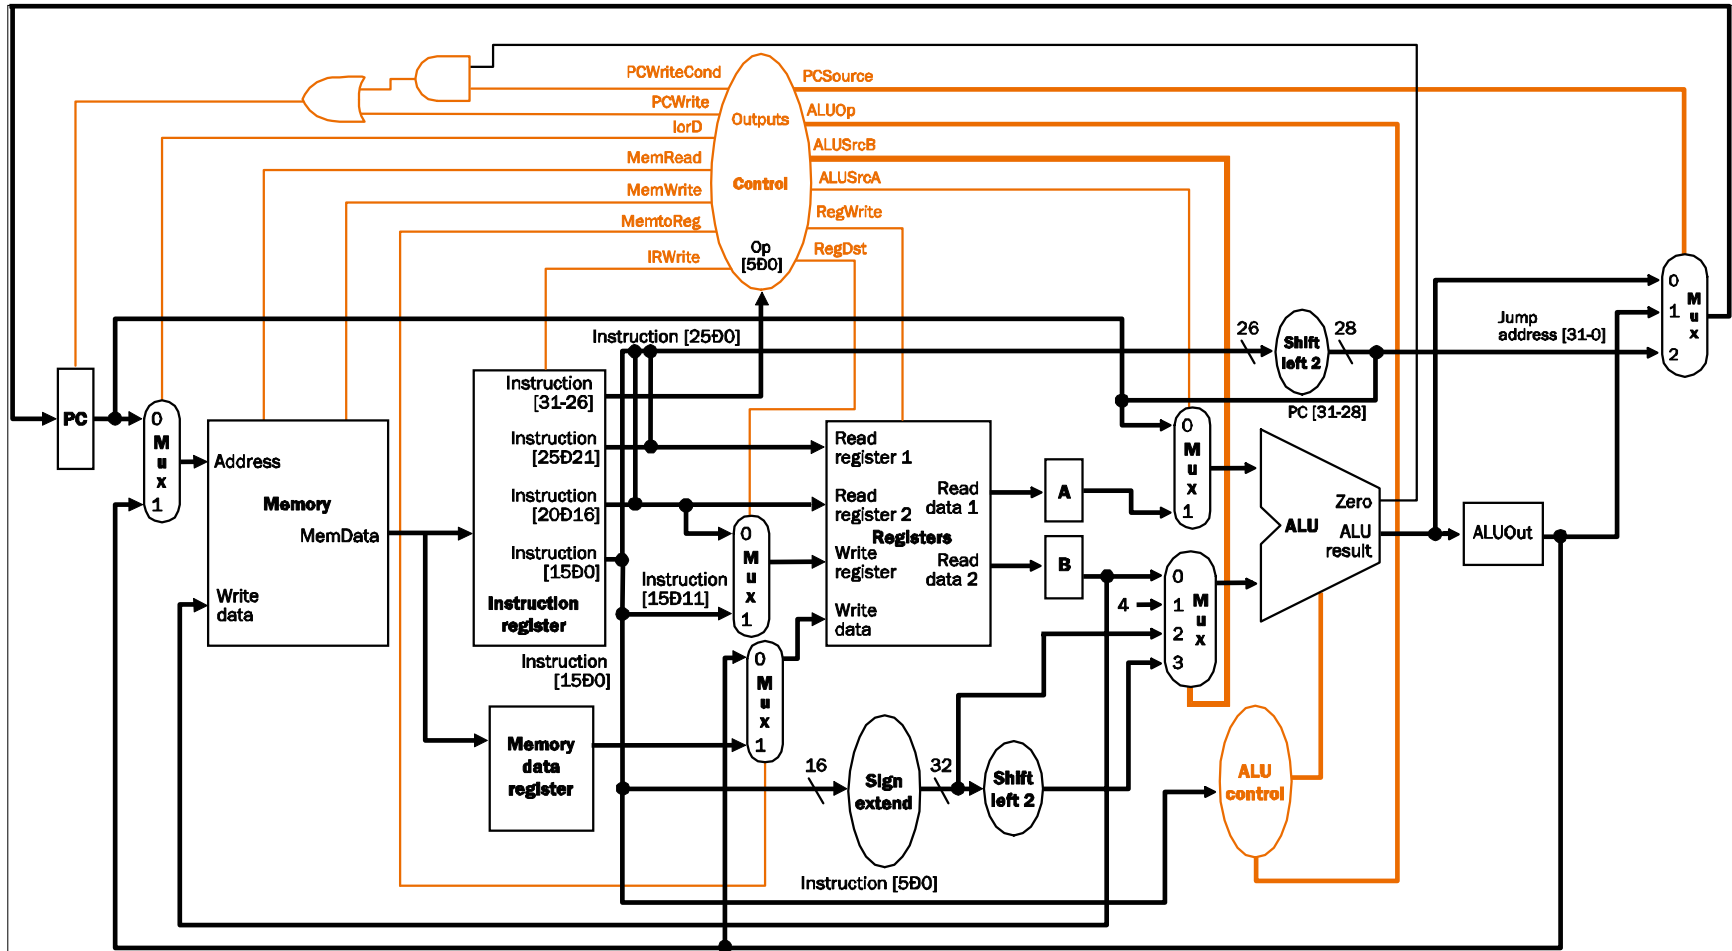 PCWriteCond
PCSource
PCWrite
ALUOp
Outputs
IorD
ALUSrcB
MemRead
Control
ALUSrcA
MemWrite
RegWrite
MemtoReg
Op
[5Ð0]
RegDst
IRWrite
Instruction [25Ð0]
26
Shift
left 2
28
Jump
address [31-0]
0
1
2
M
u
x
PC [31-28]
PC
0
M
u
x
1
Address
Memory
MemData
Write
data
Instruction
[31-26]
Instruction
[25Ð21]
Instruction
[20Ð16]
Instruction
[15Ð0]
Instruction
register
Instruction
[15Ð11]
Instruction
[15Ð0]
0
M
u
x
1
Read
register 1
Read
register 2
Registers
Write
register
Write
data
Read
data 1
Read
data 2
A
B
0
M
u
x
1
4
0
1
2
3
M
u
x
Zero
ALU
ALU
result
ALUOut
0
M
u
x
1
Memory
data
register
16
Sign
extend
32
Shift
left 2
ALU
control
Instruction [5Ð0]